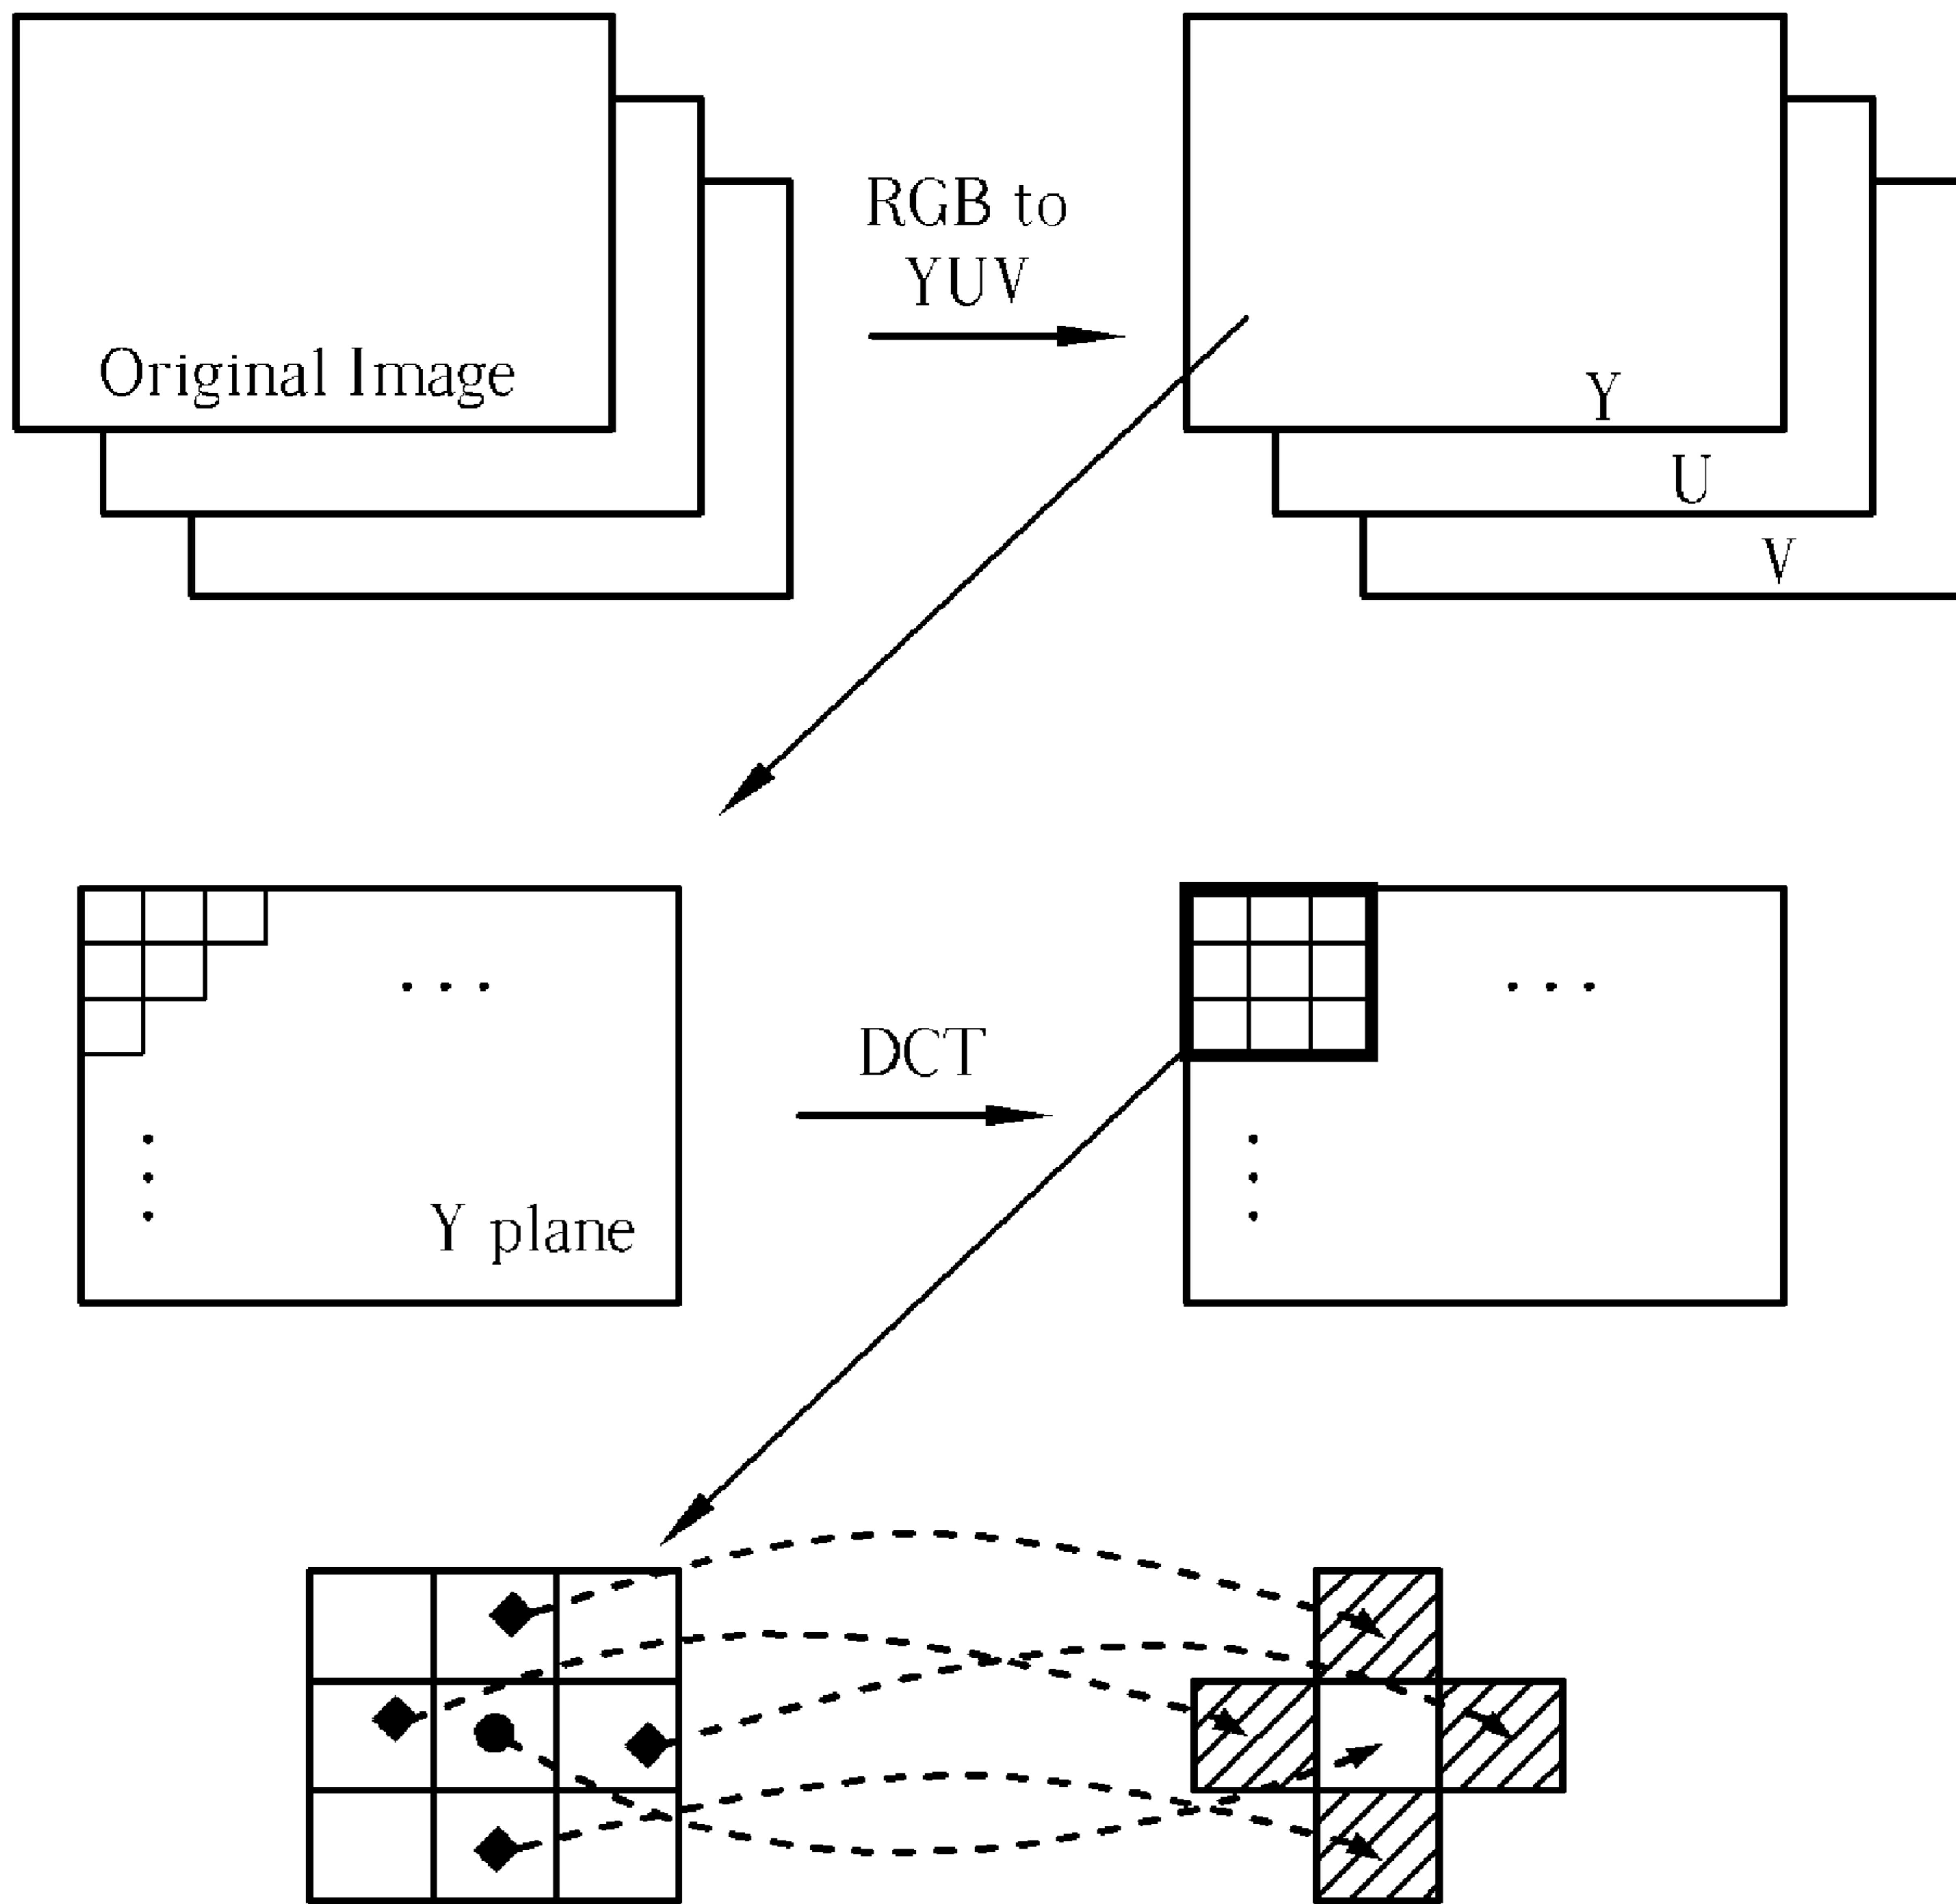 RGB to
YUV
Original Image
Y
U
V
DCT
Y plane